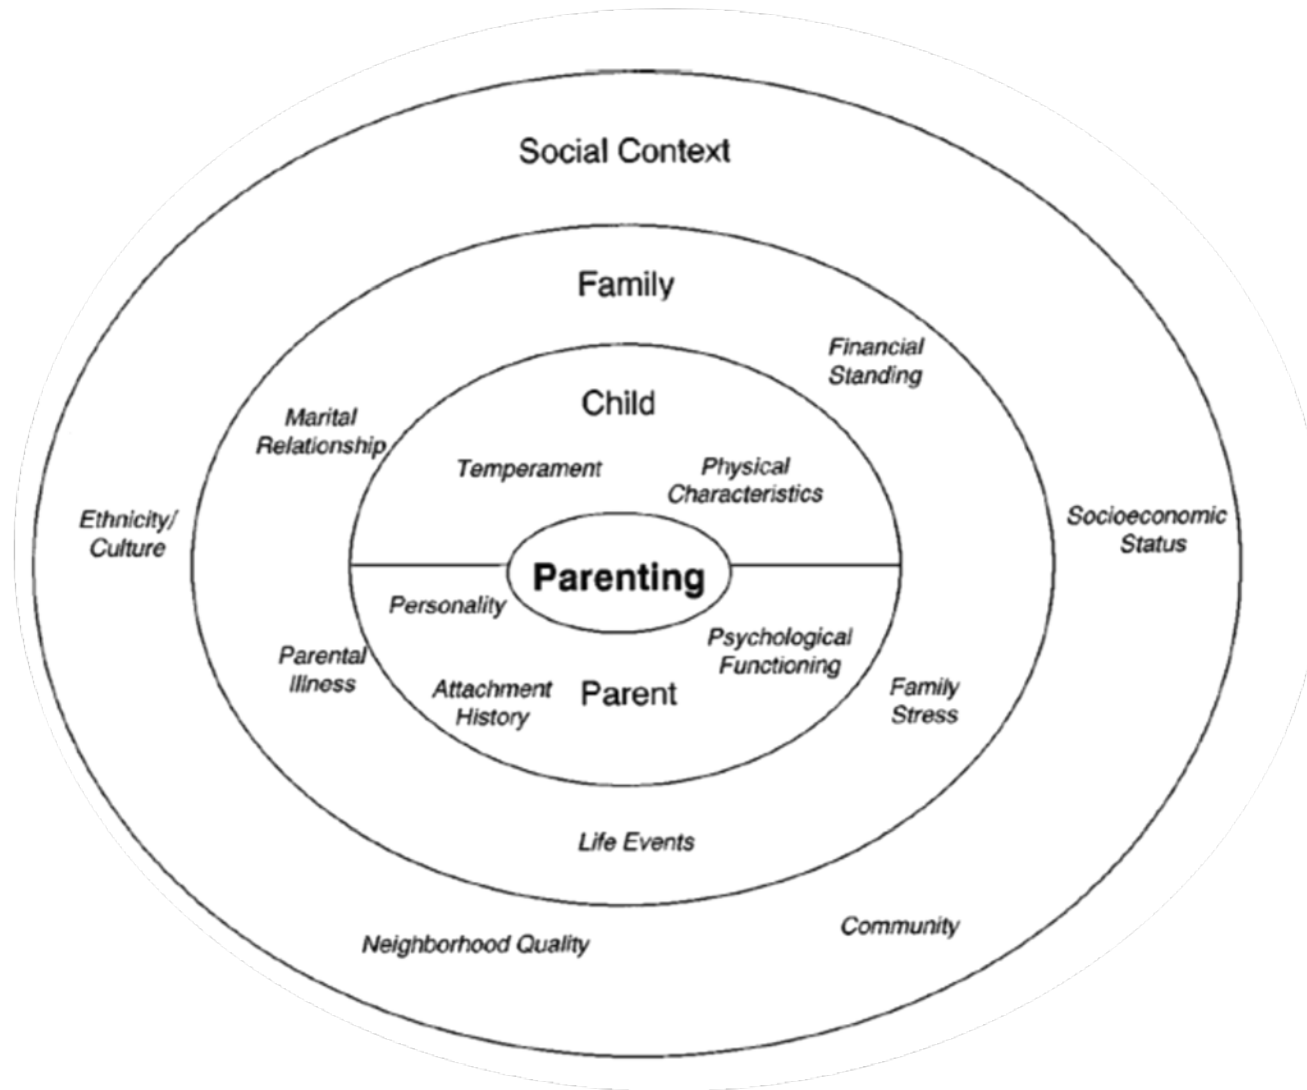 Social Context
Family
Financial
Standing
Child
Marital
Relationship
Temperament
Physical
Characteristics
Ethnicity/
Culture
Socioeconomic
Status
Parenting
Personality
Psychological
Functioning
Parental
Illness
Attachment
History
Parent
Family
Stress
Life Events
Neighborhood Quality
Community